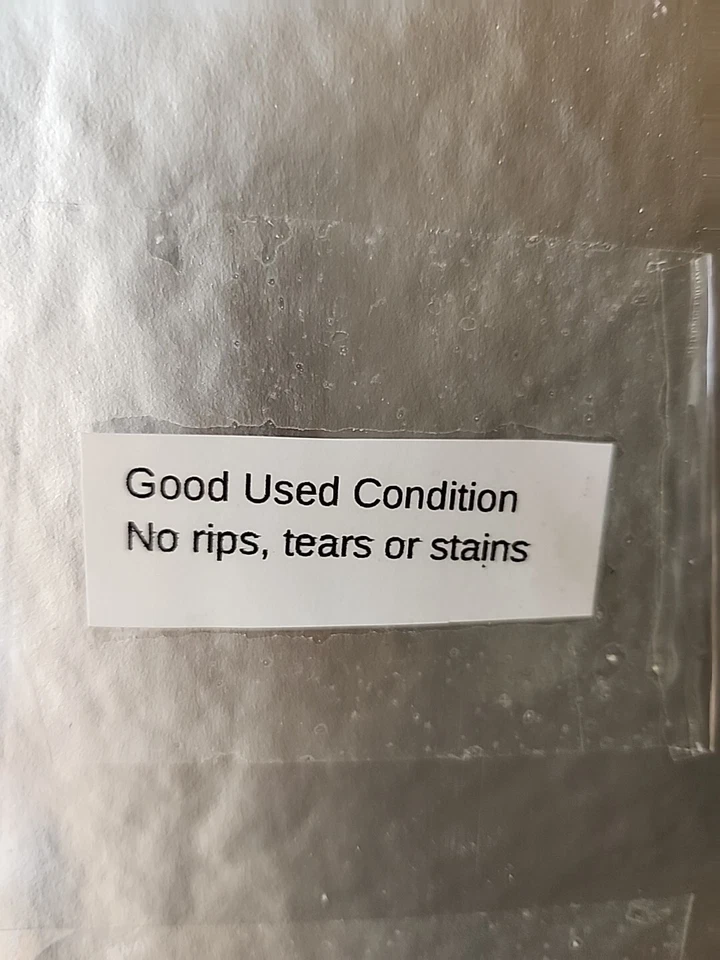 Good Used Condition
No rips, tears or stains